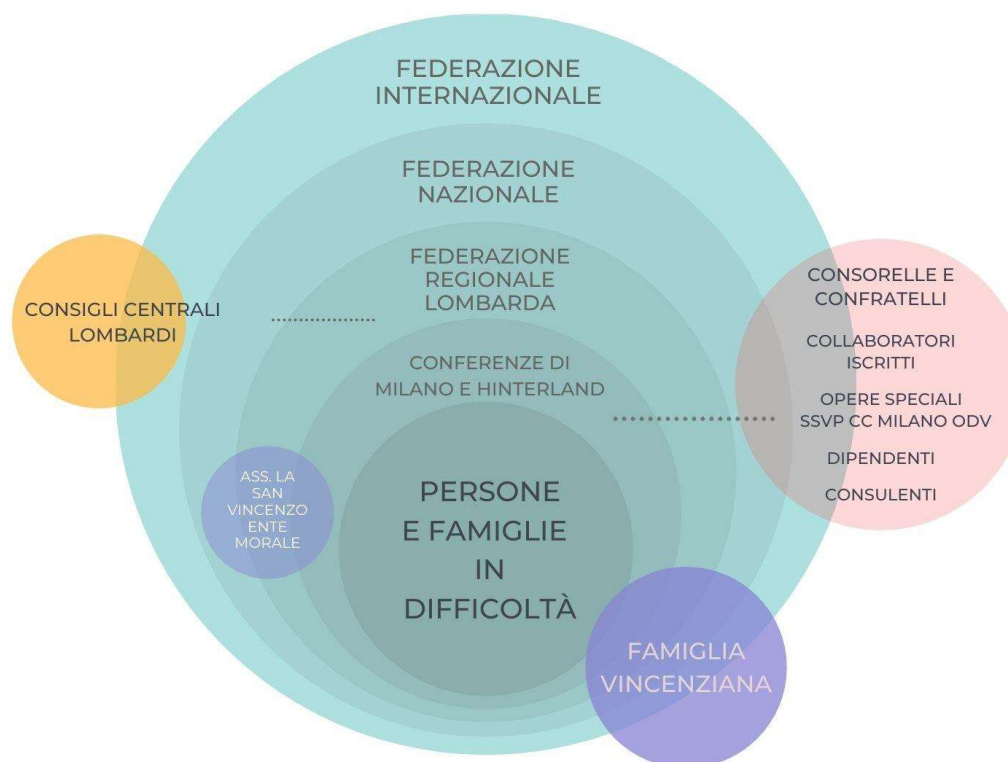 FEDERAZIONE
INTERNAZIONALE
FEDERAZIONE
NAZIONALE
FEDERAZIONE
REGIONALE
LOMBARDA
CONSIGLI CENTRALI
LOMBARDI
CONFERENZE DI
MILANO E HINTERLAND
CONSORELLE E
CONFRATELLI
COLLABORATORI
ISCRITTI
OPERE SPECIALI
SSVP CC MILANO ODV
DIPENDENTI
CONSULENTI
ASS. LA
SAN
VINCENZO
ENTE
MORALE
PERSONE
E FAMIGLIE
IN
DIFFICOLTÀ
FAMIGLIA
VINCENZIANA